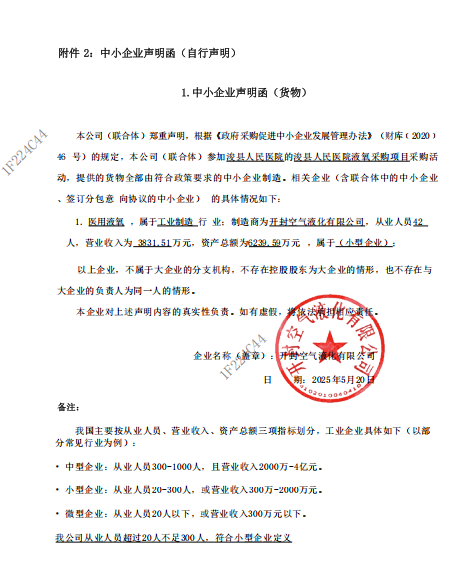 附件 2：中小企业声明函（自行声明）
1.中小企业声明函（货物）
1F224C44
本公司（联合体）郑重声明，根据《政府采购促进中小企业发展管理办法》（财库﹝2020﹞
46 号）的规定，本公司（联合体）参加浚县人民医院的浚县人民医院液氧采购项目采购活
动，提供的货物全部由符合政策要求的中小企业制造。相关企业（含联合体中的中小企业
、签订分包意 向协议的中小企业） 的具体情况如下：
1．医用液氧 ，属于工业制造 行 业；制造商为开封空气液化有限公司，从业人员42
人，营业收入为 3831.51万元，资产总额为6239.59万元 ，属于（小型企业）；
以上企业，不属于大企业的分支机构，不存在控股股东为大企业的情形，也不存在与
大企业的负责人为同一人的情形。
本企业对上述声明内容的真实性负责。如有虚假，将依法承担相应责任。
1F224C44
企业名称（盖章）：开封空气液化有限公司
日 期：2025年5月20日
开封空气液化有限公司
备注：
我国主要按从业人员、营业收入、资产总额三项指标划分，工业企业具体如下（以部
分常见行业为例）：
• 中型企业：从业人员300-1000人，且营业收入2000万-4亿元。
• 小型企业：从业人员20-300人，或营业收入300万-2000万元。
• 微型企业：从业人员20人以下，或营业收入300万元以下。
我公司从业人员超过20人不足300人，符合小型企业定义